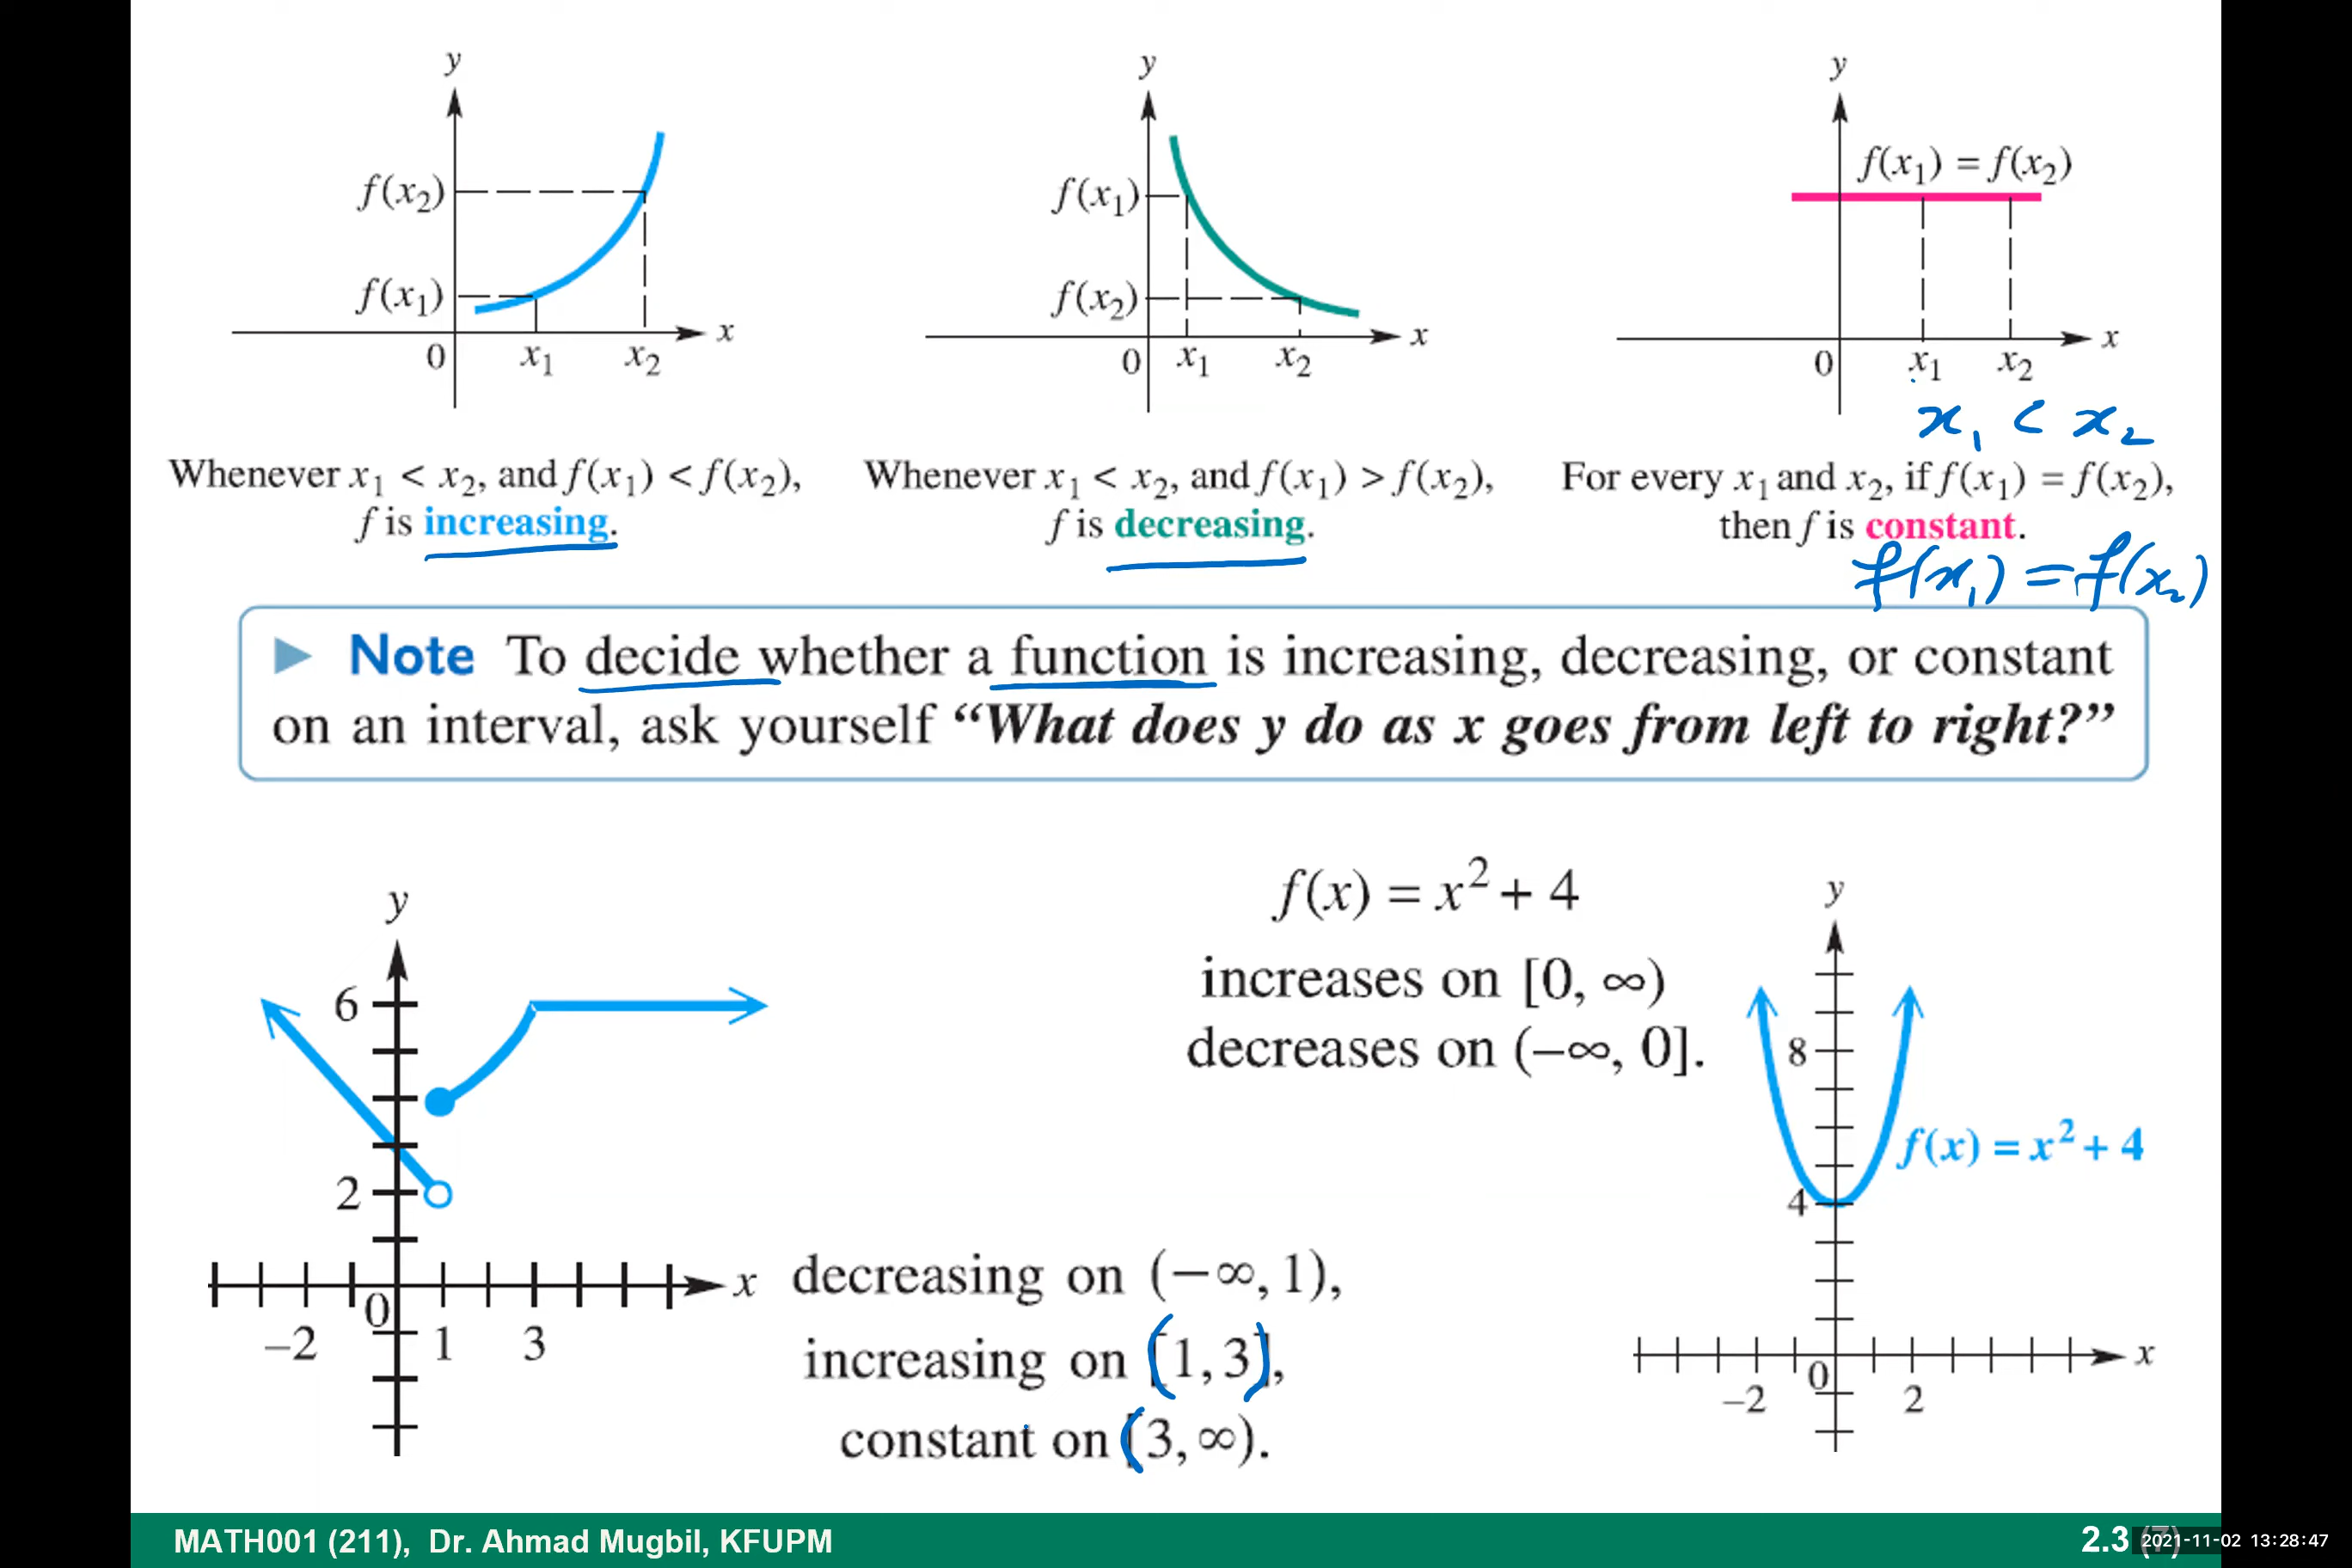 y
f(x₂)
f(x₁)
0 x₁ x₂ x
Whenever x₁ < x₂, and f(x₁) < f(x₂),
f is increasing.
y
f(x₁)
f(x₂)
0 x₁ x₂ x
Whenever x₁ < x₂, and f(x₁) > f(x₂),
f is decreasing.
y
f(x₁) = f(x₂)
0 x₁ x₂ x
x₁ < x₂
For every x₁ and x₂, if f(x₁) = f(x₂),
then f is constant.
f(x₁) = f(x₂)
Note To decide whether a function is increasing, decreasing, or constant
on an interval, ask yourself “What does y do as x goes from left to right?”
y
6
2
0 x
–2 1 3
decreasing on (−∞, 1),
increasing on [1, 3],
constant on [3, ∞).
f(x) = x² + 4
increases on [0, ∞)
decreases on (−∞, 0].
y
8
f(x) = x² + 4
4
0 x
–2 2
MATH001 (211), Dr. Ahmad Mugbil, KFUPM
2.3 (7) 2021-11-02 13:28:47